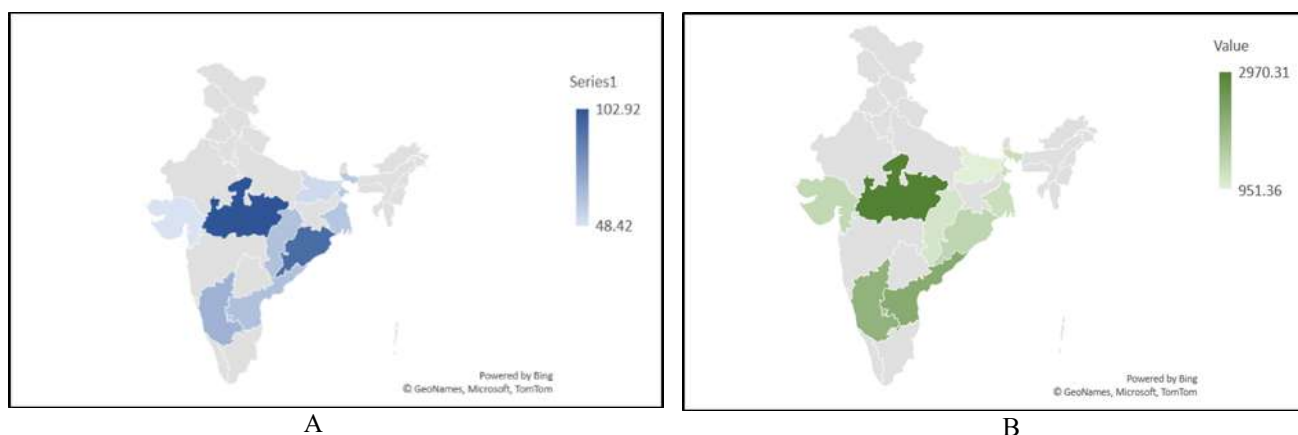 Series1
102.92
48.42
Powered by Bing
© GeoNames, Microsoft, TomTom
A
Value
2970.31
951.36
Powered by Bing
© GeoNames, Microsoft, TomTom
B